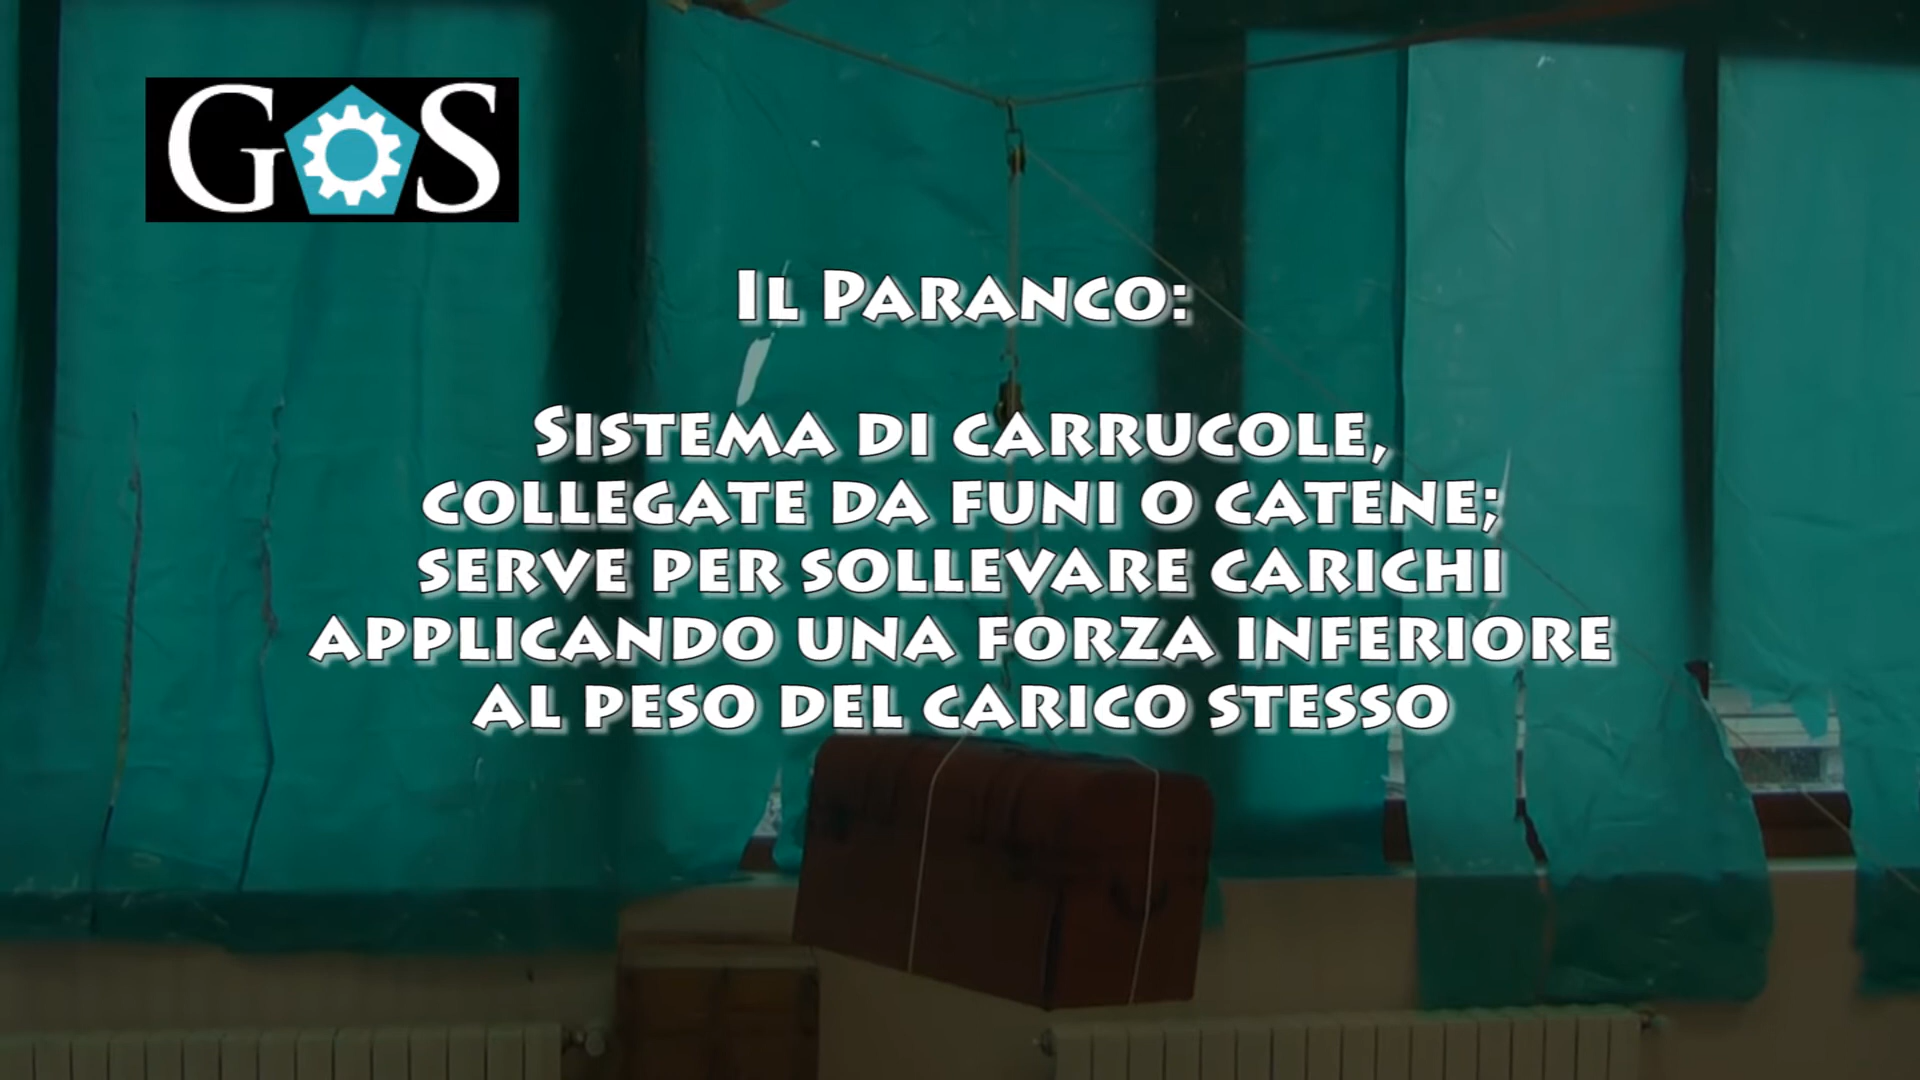 GOS
Il Paranco:
Sistema di carrucole,
collegate da funi o catene;
serve per sollevare carichi
applicando una forza inferiore
al peso del carico stesso